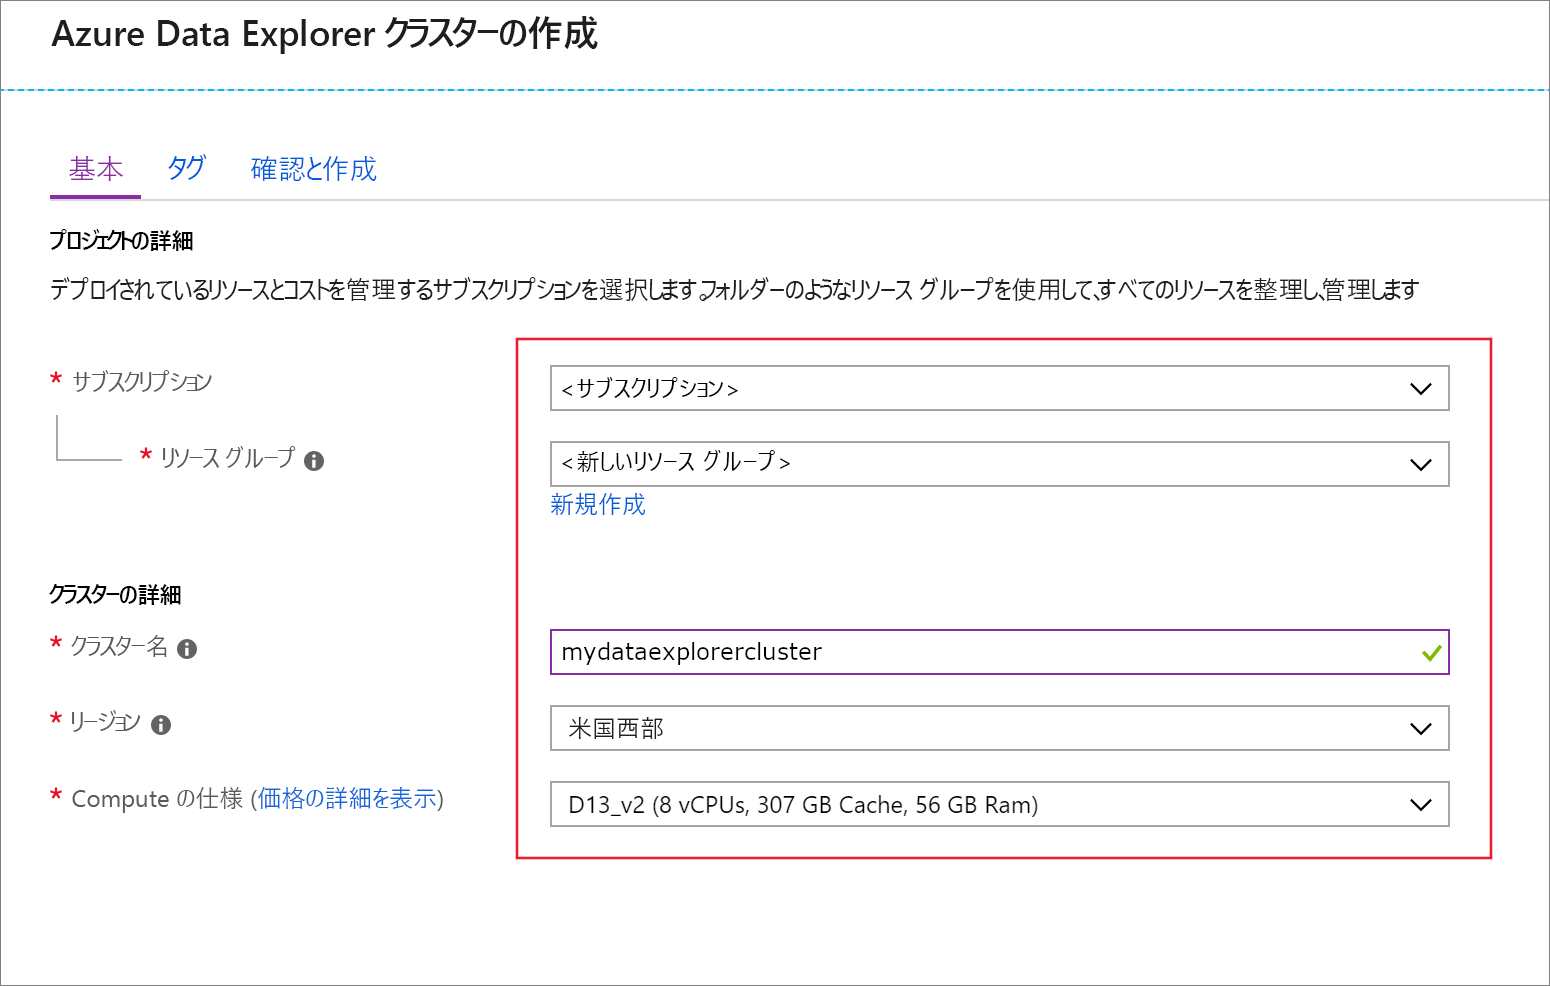 Azure Data Explorer クラスターの作成
基本 タグ 確認と作成
プロジェクトの詳細
デプロイされているリソースとコストを管理するサブスクリプションを選択します。フォルダーのようなリソース グループを使用して、すべてのリソースを整理し、管理します
* サブスクリプション <サブスクリプション>
* リソース グループ <新しいリソース グループ>
新規作成
クラスターの詳細
* クラスター名 mydataexplorercluster
* リージョン 米国西部
* Compute の仕様 (価格の詳細を表示) D13_v2 (8 vCPUs, 307 GB Cache, 56 GB Ram)